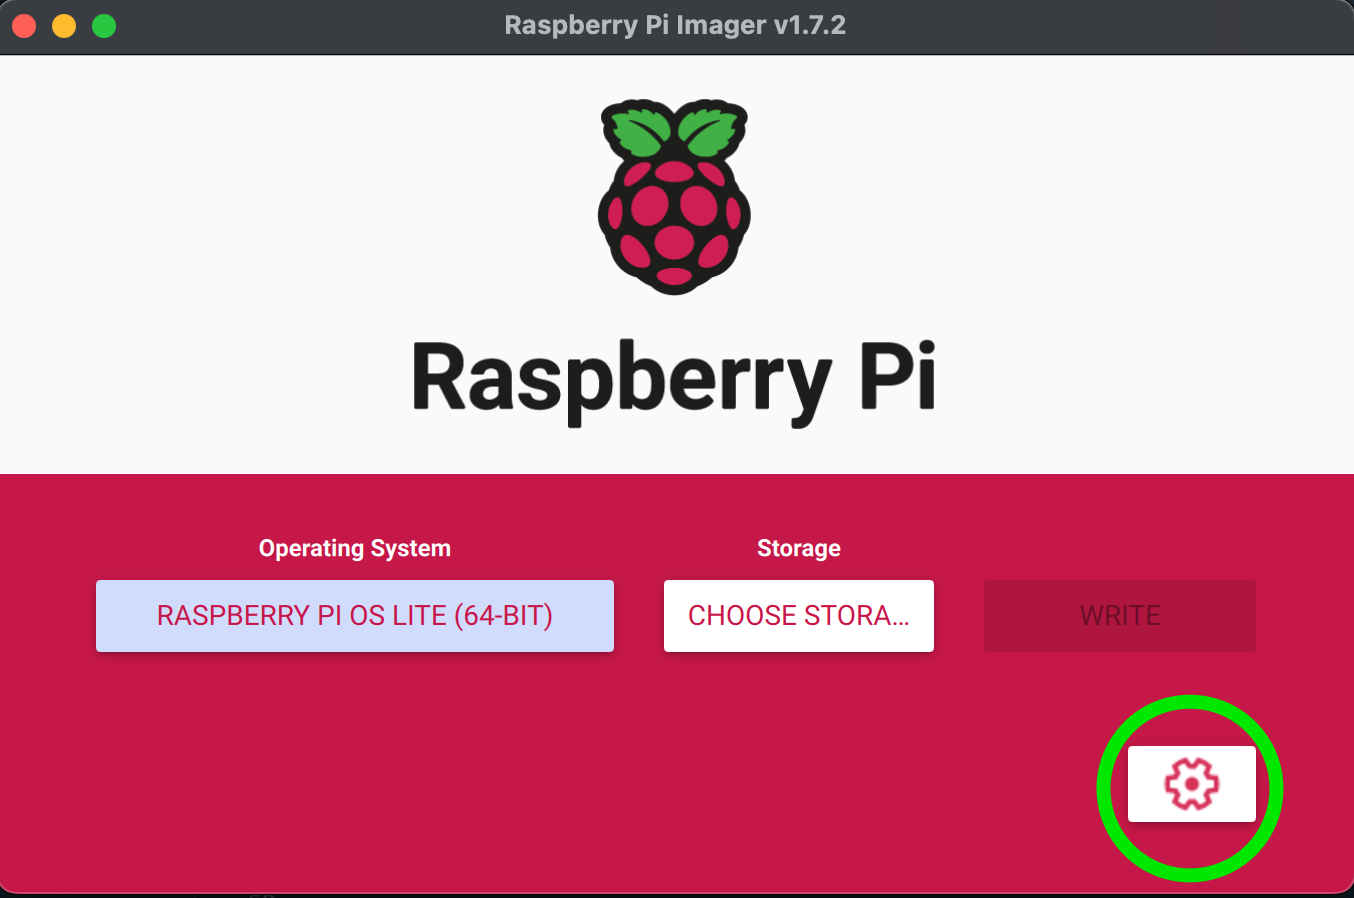 Raspberry Pi Imager v1.7.2
Raspberry Pi
Operating System
Storage
RASPBERRY PI OS LITE (64-BIT)
CHOOSE STORA...
WRITE